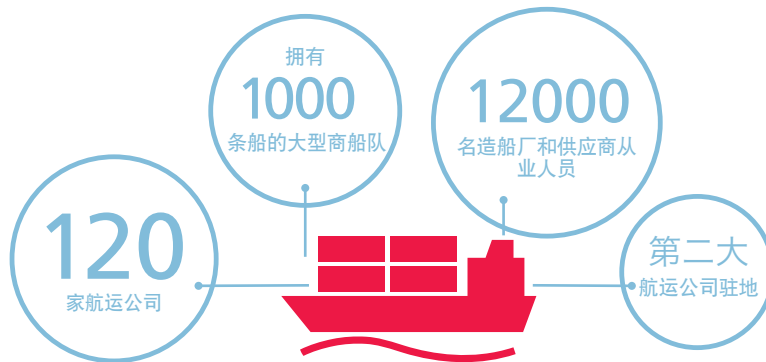 拥有
1000
条船的大型商船队
12000
名造船厂和供应商从
业人员
120
家航运公司
第二大
航运公司驻地